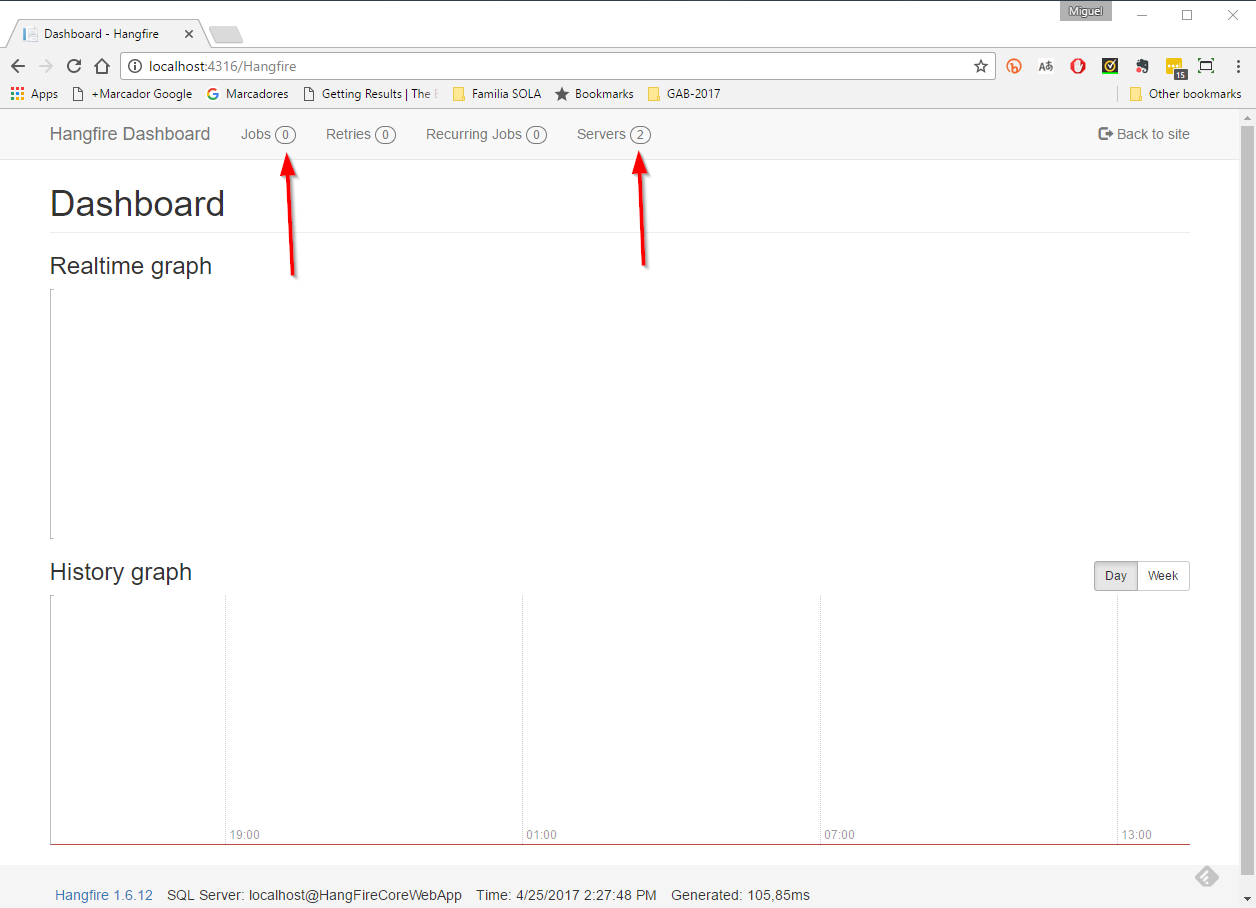 Miguel
Dashboard - Hangfire
localhost:4316/Hangfire
15
Apps +Marcador Google Marcadores Getting Results | The Familia SOLA Bookmarks GAB-2017 Other bookmarks
Hangfire Dashboard Jobs 0 Retries 0 Recurring Jobs 0 Servers 2 Back to site
Dashboard
Realtime graph
History graph
Day Week
19:00 01:00 07:00 13:00
Hangfire 1.6.12 SQL Server: localhost@HangFireCoreWebApp Time: 4/25/2017 2:27:48 PM Generated: 105,85ms